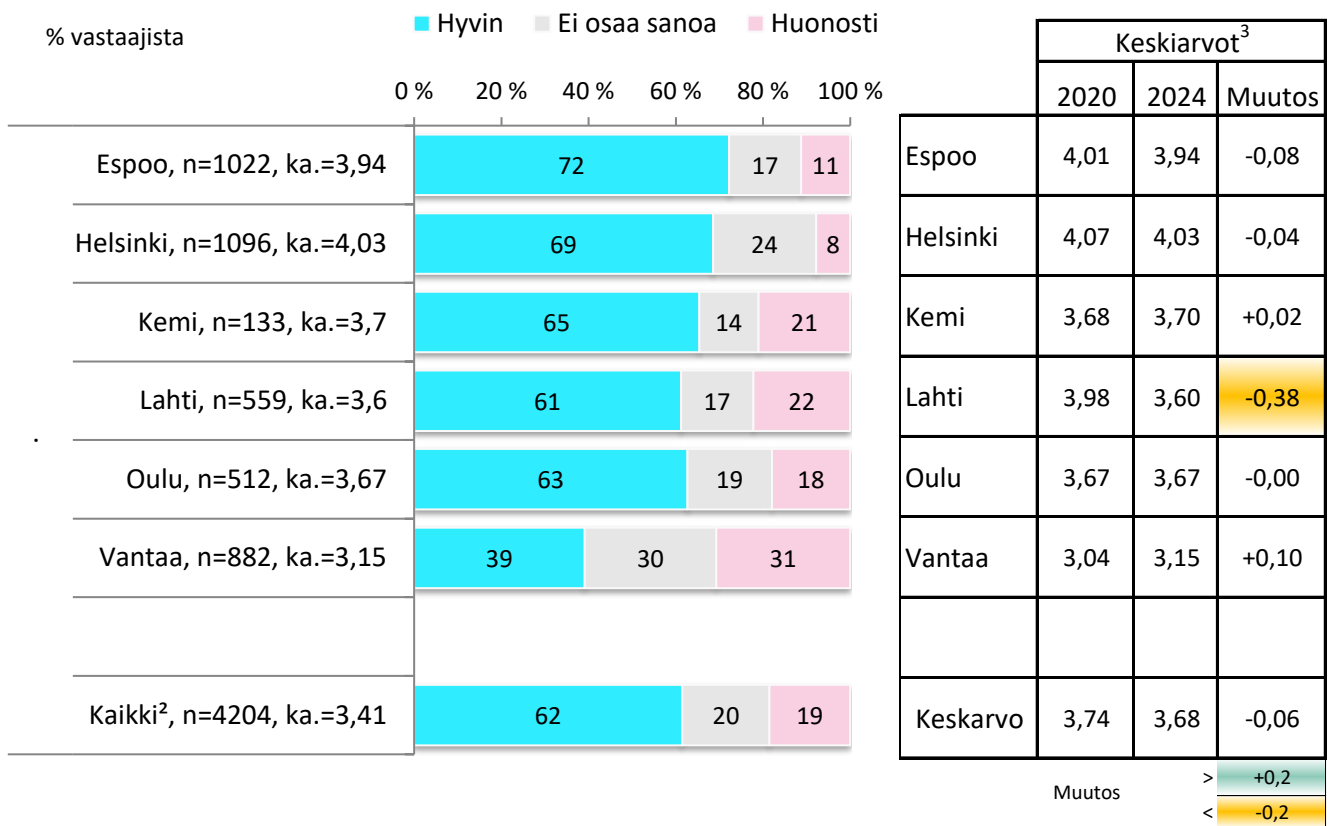 % vastaajista
Hyvin Ei osaa sanoa Huonosti
0 % 20 % 40 % 60 % 80 % 100 %
Espoo, n=1022, ka.=3,94 72 17 11
Helsinki, n=1096, ka.=4,03 69 24 8
Kemi, n=133, ka.=3,7 65 14 21
Lahti, n=559, ka.=3,6 61 17 22
.
Oulu, n=512, ka.=3,67 63 19 18
Vantaa, n=882, ka.=3,15 39 30 31
Kaikki², n=4204, ka.=3,41 62 20 19
Keskiarvot³
2020 2024 Muutos
Espoo 4,01 3,94 -0,08
Helsinki 4,07 4,03 -0,04
Kemi 3,68 3,70 +0,02
Lahti 3,98 3,60 -0,38
Oulu 3,67 3,67 -0,00
Vantaa 3,04 3,15 +0,10
Keskarvo 3,74 3,68 -0,06
Muutos
> +0,2
< -0,2